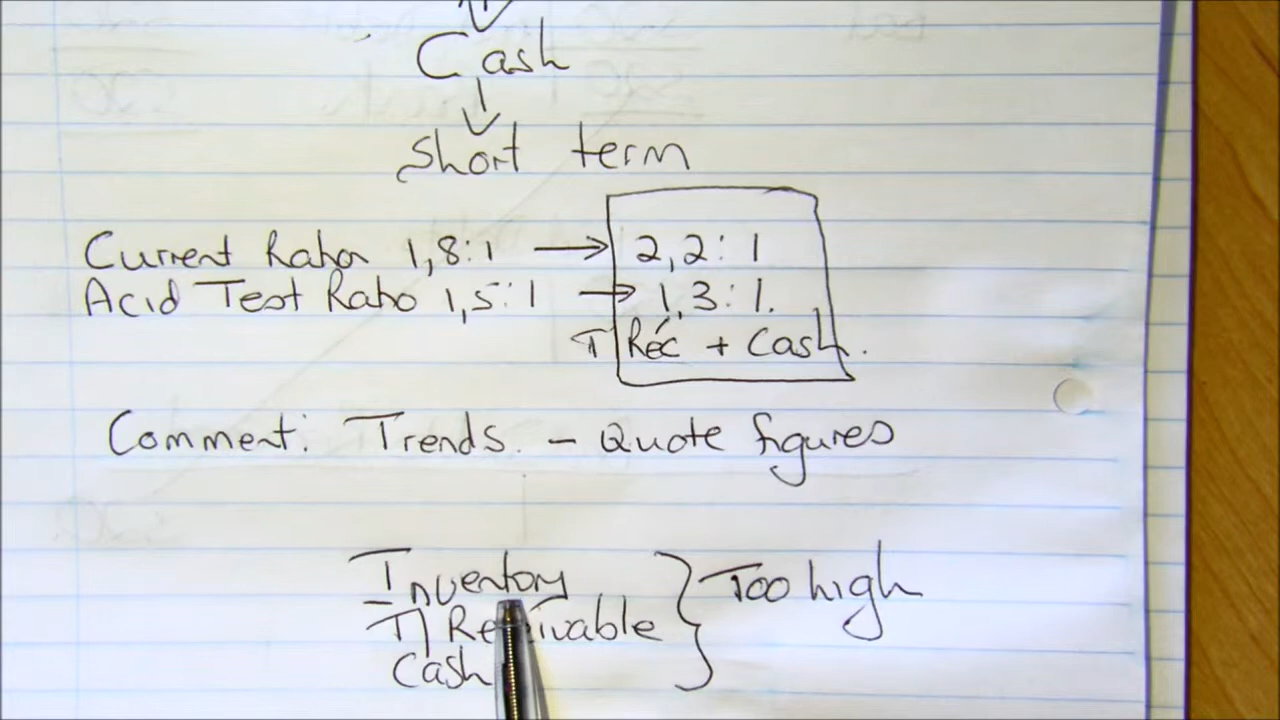 Cash
Short term
Current Ratio 1,8:1 → 2,2:1
Acid Test Ratio 1,5:1 → 1,3:1.
T Rec + Cash.
Comment: Trends. - Quote figures
Inventory
T/ Receivable } Too high
Cash